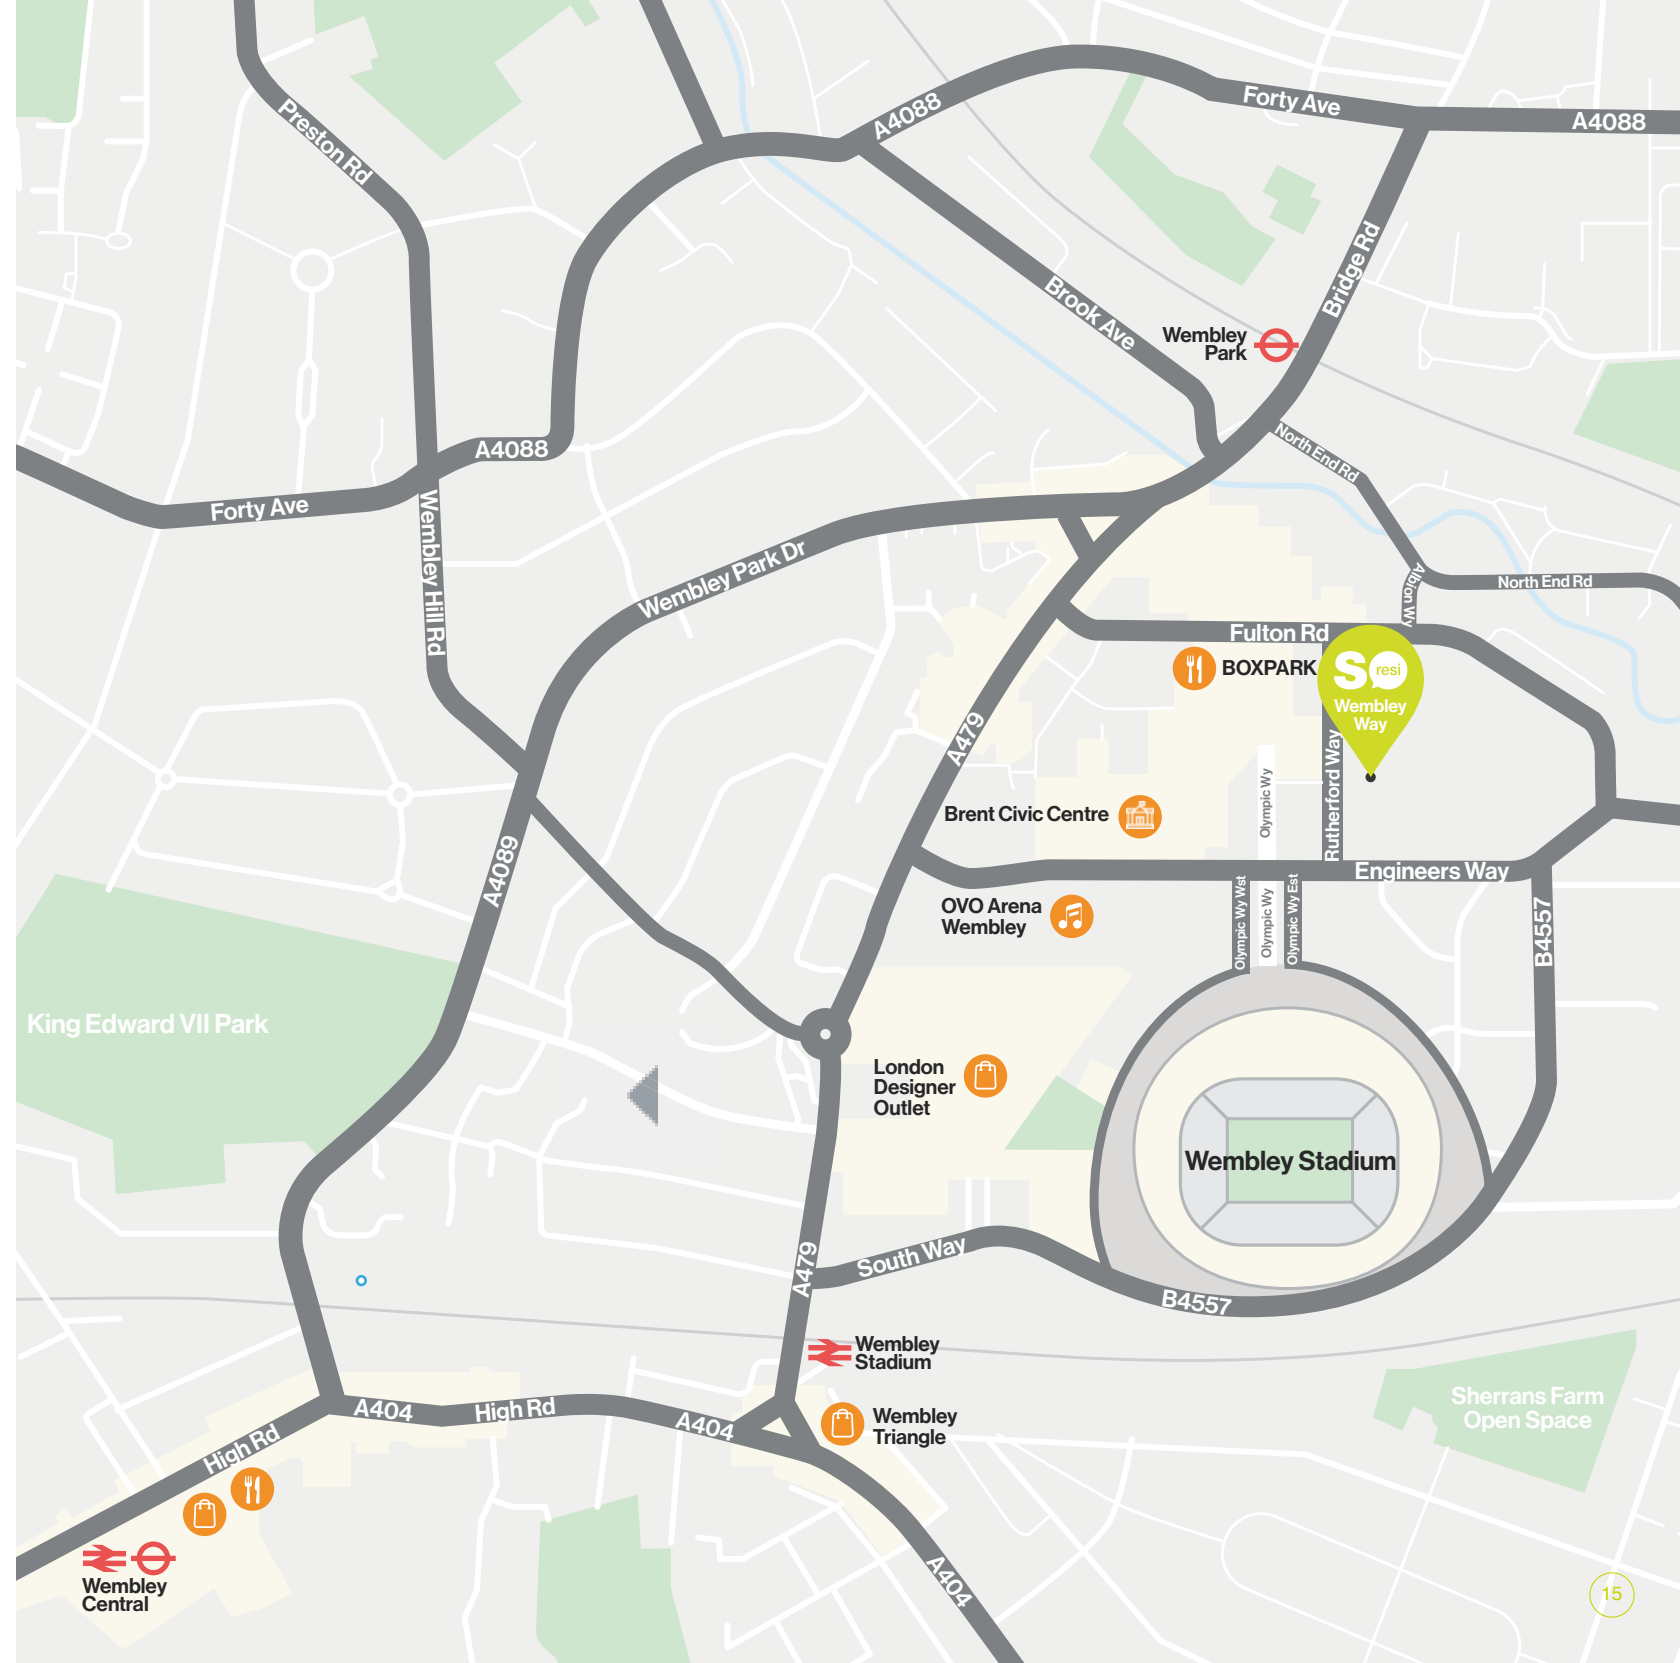 Forty Ave
A4088
A4088
Preston Rd
Bridge Rd
Brook Ave
Wembley
Park
North End Rd
A4088
Forty Ave
Wembley Hill Rd
Wembley Park Dr
Albion Wy
North End Rd
Fulton Rd
BOXPARK
SO
resi
Wembley
Way
A479
Rutherford Way
Olympic Wy
Brent Civic Centre
A4089
Engineers Way
OVO Arena
Wembley
Olympic Wy Wst
Olympic Wy
Olympic Wy Est
B4557
King Edward VII Park
London
Designer
Outlet
Wembley Stadium
A479
South Way
B4557
Wembley
Stadium
A404
High Rd
A404
Wembley
Triangle
Sherrans Farm
Open Space
High Rd
Wembley
Central
A404
15